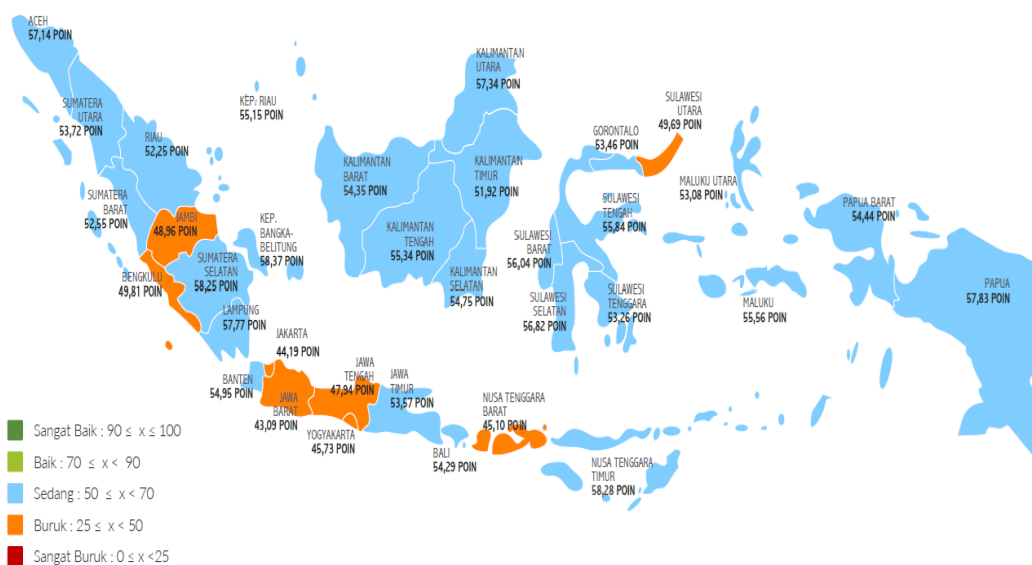 ACEH
57,14 POIN
SUMATERA
UTARA
53,72 POIN
RIAU
52,25 POIN
KEP. RIAU
55,15 POIN
SUMATERA
BARAT
52,55 POIN
JAMBI
48,96 POIN
KEP.
BANGKA-
BELITUNG
58,37 POIN
BENGKULU
49,81 POIN
SUMATERA
SELATAN
58,25 POIN
LAMPUNG
57,77 POIN
KALIMANTAN
UTARA
57,34 POIN
KALIMANTAN
BARAT
54,35 POIN
KALIMANTAN
TIMUR
51,92 POIN
KALIMANTAN
TENGAH
55,34 POIN
KALIMANTAN
SELATAN
54,75 POIN
SULAWESI
UTARA
49,69 POIN
GORONTALO
53,46 POIN
SULAWESI
TENGAH
55,84 POIN
SULAWESI
BARAT
56,04 POIN
SULAWESI
SELATAN
56,82 POIN
SULAWESI
TENGGARA
53,26 POIN
MALUKU UTARA
53,08 POIN
MALUKU
55,56 POIN
PAPUA BARAT
54,44 POIN
PAPUA
57,83 POIN
JAKARTA
44,19 POIN
BANTEN
54,95 POIN
JAWA
BARAT
43,09 POIN
JAWA
TENGAH
47,94 POIN
YOGYAKARTA
45,73 POIN
JAWA
TIMUR
53,57 POIN
BALI
54,29 POIN
NUSA TENGGARA
BARAT
45,10 POIN
NUSA TENGGARA
TIMUR
58,28 POIN
Sangat Baik : 90 ≤ x ≤ 100
Baik : 70 ≤ x < 90
Sedang : 50 ≤ x < 70
Buruk : 25 ≤ x < 50
Sangat Buruk : 0 ≤ x <25